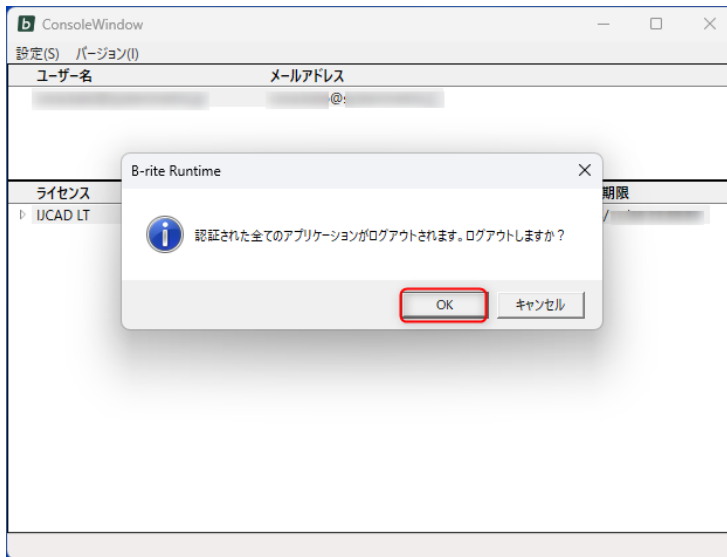 ConsoleWindow
設定(S) バージョン(I)
ユーザー名 メールアドレス
@
B-rite Runtime
ライセンス 期限
IJCAD LT /
認証された全てのアプリケーションがログアウトされます。ログアウトしますか？
OK キャンセル